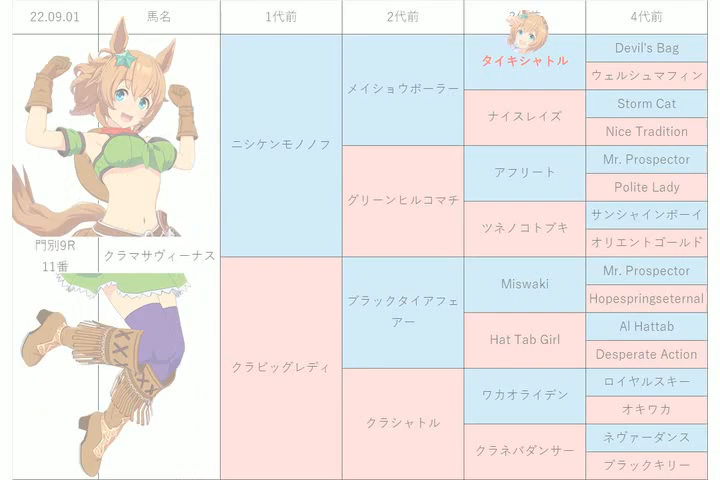 22.09.01 馬名 1代前 2代前 4代前
門別9R
11番
クラマサヴィーナス
ニシケンモノノフ
クラビッグレディ
メイショウボーラー
グリーンヒルコマチ
ブラックタイアフェ
アー
クラシャトル
タイキシャトル
ナイスレイズ
アフリート
ツネノコトブキ
Miswaki
Hat Tab Girl
ワカオライデン
クラネバダンサー
Devil's Bag
ウェルシュマフィン
Storm Cat
Nice Tradition
Mr. Prospector
Polite Lady
サンシャインボーイ
オリエントゴールド
Mr. Prospector
Hopespringseternal
Al Hattab
Desperate Action
ロイヤルスキー
オキワカ
ネヴァーダンス
ブラックキリー